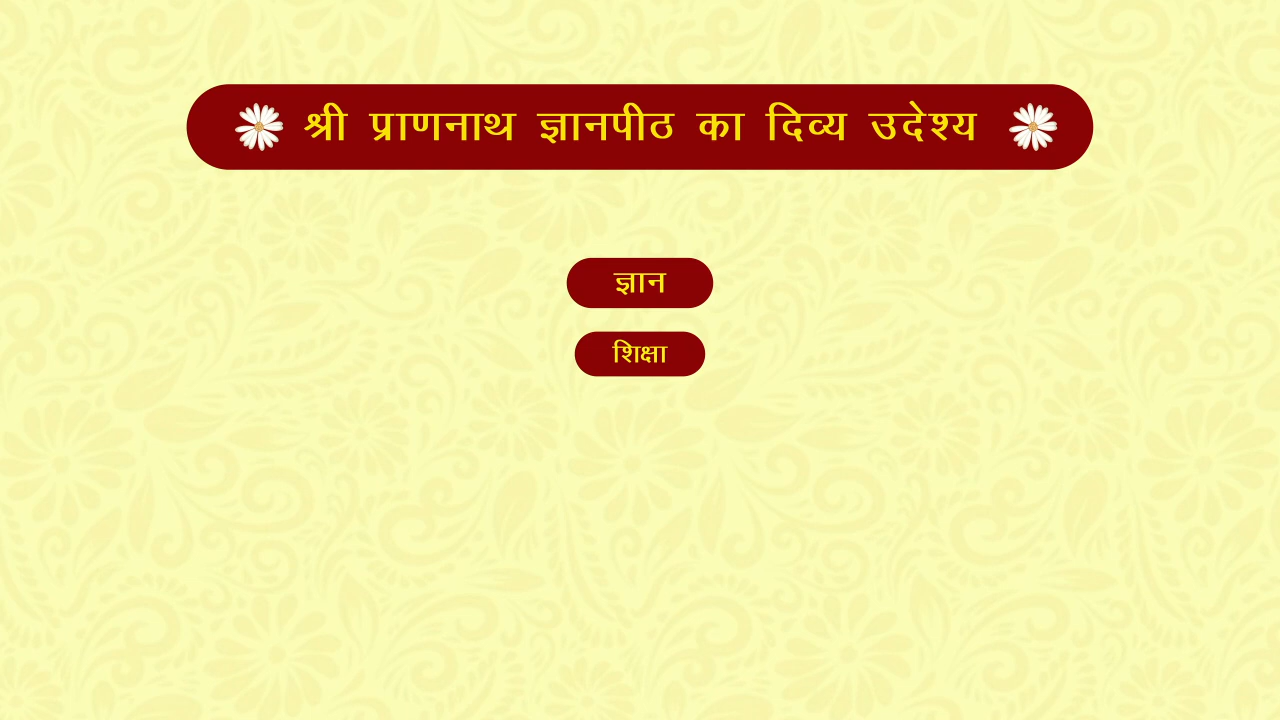 श्री प्राणनाथ ज्ञानपीठ का दिव्य उदेश्य
ज्ञान
शिक्षा